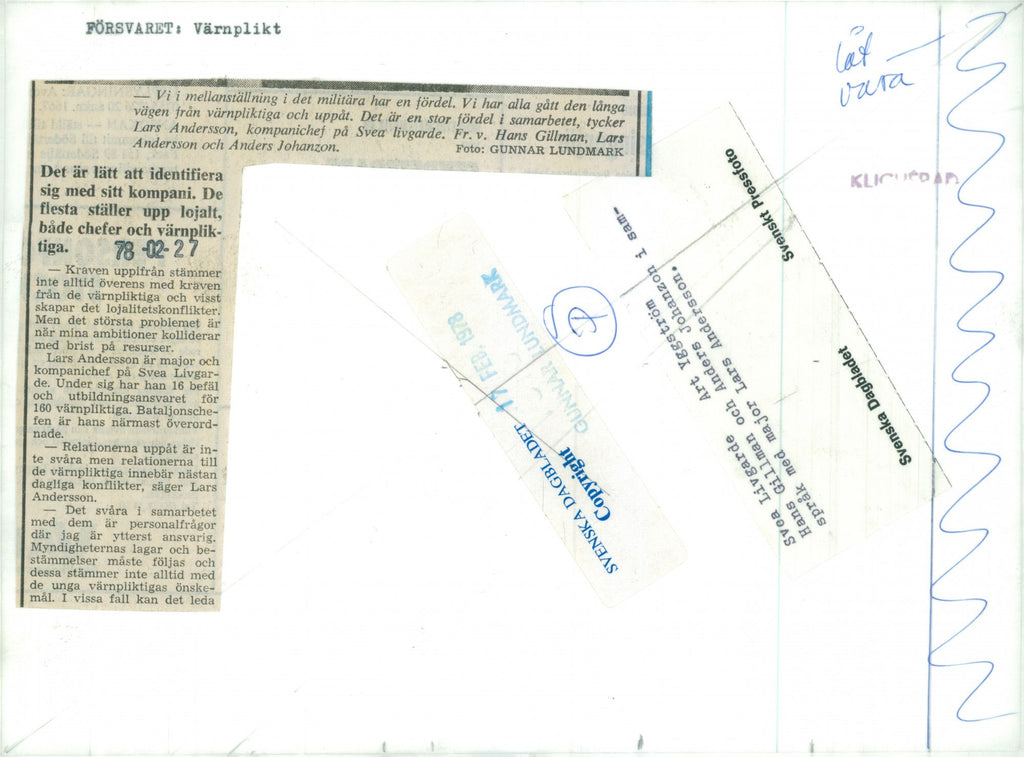 FÖRSVARET: Värnplikt
låt
vara
— Vi i mellanställning i det militära har en fördel. Vi har alla gått den långa
vägen från värnpliktiga och uppåt. Det är en stor fördel i samarbetet, tycker
Lars Andersson, kompanichef på Svea livgarde. Fr. v. Hans Gillman, Lars
Andersson och Anders Johanzon. Foto: GUNNAR LUNDMARK
Det är lätt att identifiera
sig med sitt kompani. De
flesta ställer upp lojalt,
både chefer och värnplik-
tiga. 78-02-27
— Kraven uppifrån stämmer
inte alltid överens med kraven
från de värnpliktiga och visst
skapar det lojalitetskonflikter.
Men det största problemet är
när mina ambitioner kolliderar
med brist på resurser.
Lars Andersson är major och
kompanichef på Svea Livgar-
de. Under sig har han 16 befäl
och utbildningsansvaret för
160 värnpliktiga. Bataljonsche-
fen är hans närmast överord-
nade.
— Relationerna uppåt är in-
te svåra men relationerna till
de värnpliktiga innebär nästan
dagliga konflikter, säger Lars
Andersson.
— Det svåra i samarbetet
med dem är personalfrågor
där jag är ytterst ansvarig.
Myndigheternas lagar och be-
stämmelser måste följas och
dessa stämmer inte alltid med
de unga värnpliktigas önske-
mål. I vissa fall kan det leda
17 FEB. 1978
GUNNAR LUNDMARK
SVENSKA DAGBLADET
Copyright
Art Yggström
Svea Livgarde
Hans Gillman och Anders Johanzon i sam-
språk med major Lars Andersson.
Svenskt Pressfoto
Svenska Dagbladet